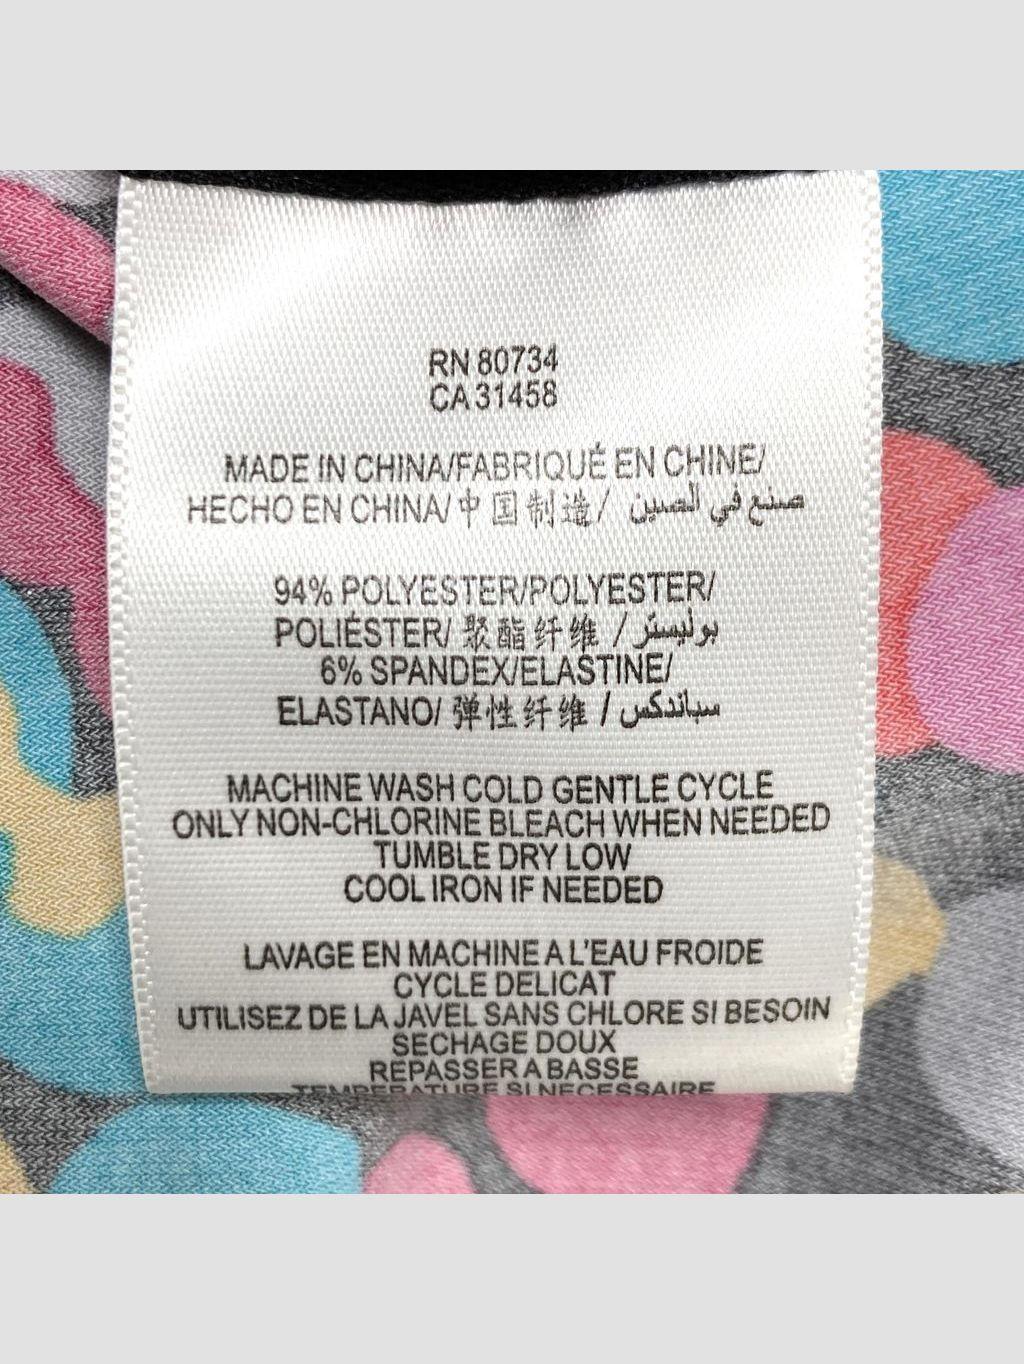 RN 80734
CA 31458
MADE IN CHINA/FABRIQUÉ EN CHINE/
HECHO EN CHINA/中国制造/ صنع في الصين
94% POLYESTER/POLYESTER/
POLIÉSTER/ 聚酯纤维 / بوليستر
6% SPANDEX/ELASTINE/
ELASTANO/ 弹性纤维 / سباندكس
MACHINE WASH COLD GENTLE CYCLE
ONLY NON-CHLORINE BLEACH WHEN NEEDED
TUMBLE DRY LOW
COOL IRON IF NEEDED
LAVAGE EN MACHINE A L'EAU FROIDE
CYCLE DELICAT
UTILISEZ DE LA JAVEL SANS CHLORE SI BESOIN
SECHAGE DOUX
REPASSER A BASSE
TEMPERATURE SI NECESSAIRE